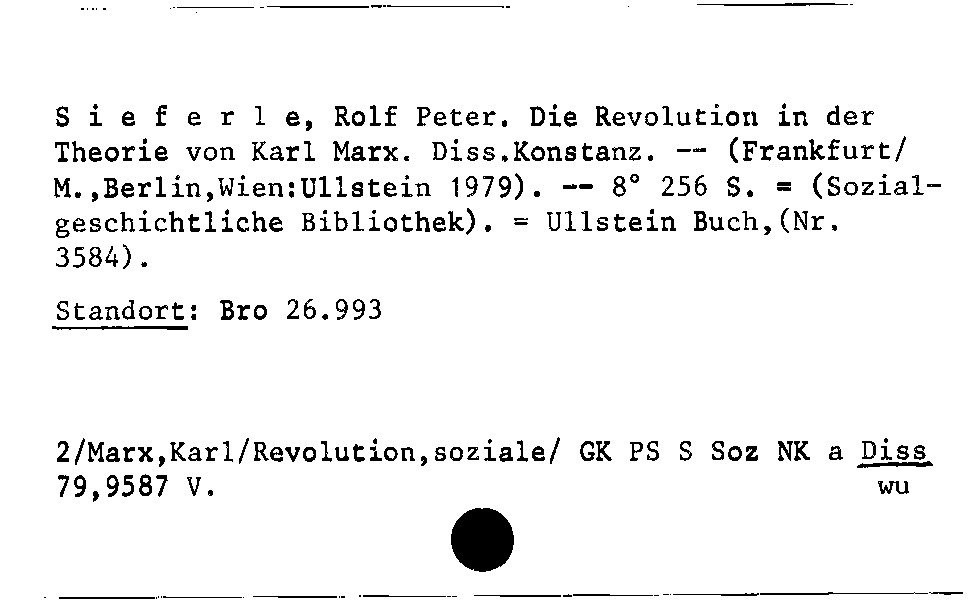 S i e f e r l e, Rolf Peter. Die Revolution in der
Theorie von Karl Marx. Diss.Konstanz. -- (Frankfurt/
M.,Berlin,Wien:Ullstein 1979). -- 8° 256 S. = (Sozial-
geschichtliche Bibliothek). = Ullstein Buch,(Nr.
3584).
Standort: Bro 26.993
2/Marx,Karl/Revolution,soziale/ GK PS S Soz NK a Diss
79,9587 V.
wu